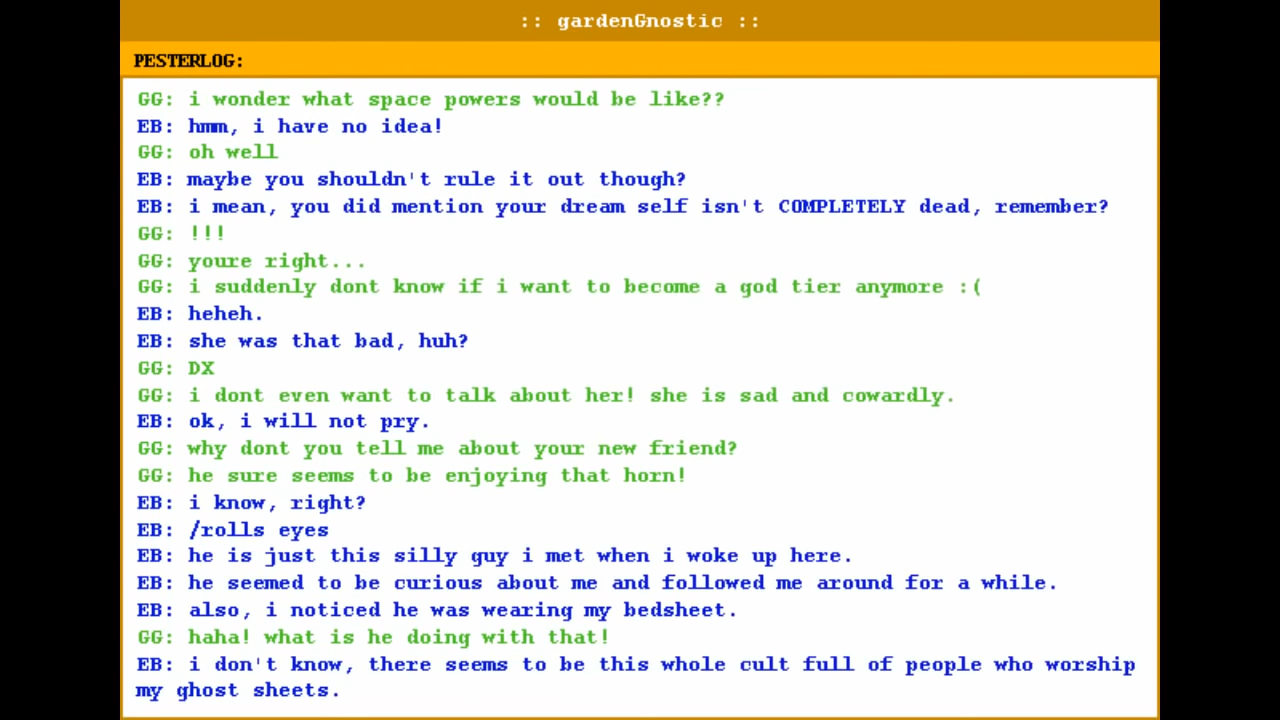 :: gardenGnostic ::
PESTERLOG:
GG: i wonder what space powers would be like??
EB: hmm, i have no idea!
GG: oh well
EB: maybe you shouldn't rule it out though?
EB: i mean, you did mention your dream self isn't COMPLETELY dead, remember?
GG: !!!
GG: youre right...
GG: i suddenly dont know if i want to become a god tier anymore :(
EB: heheh.
EB: she was that bad, huh?
GG: DX
GG: i dont even want to talk about her! she is sad and cowardly.
EB: ok, i will not pry.
GG: why dont you tell me about your new friend?
GG: he sure seems to be enjoying that horn!
EB: i know, right?
EB: /rolls eyes
EB: he is just this silly guy i met when i woke up here.
EB: he seemed to be curious about me and followed me around for a while.
EB: also, i noticed he was wearing my bedsheet.
GG: haha! what is he doing with that!
EB: i don't know, there seems to be this whole cult full of people who worship
my ghost sheets.